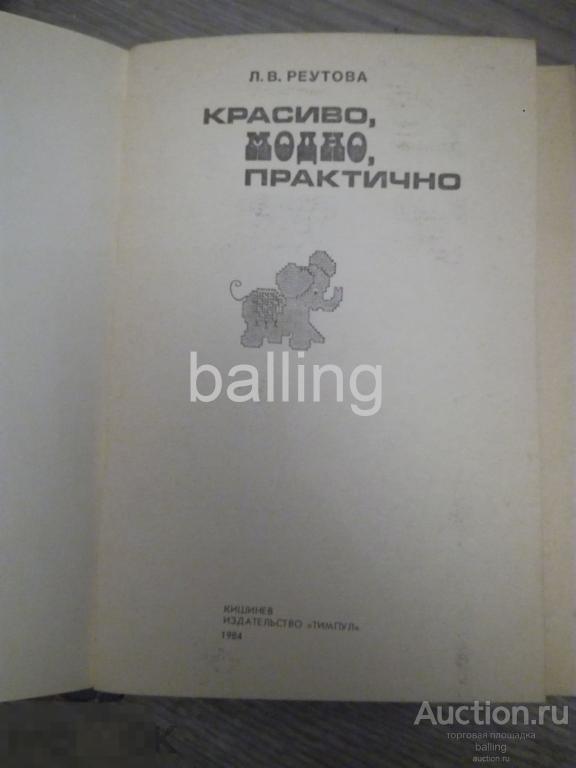 Л. В. РЕУТОВА
КРАСИВО,
МОДНО,
ПРАКТИЧНО
balling
КИШИНЕВ
ИЗДАТЕЛЬСТВО «ТИМПУЛ»
1984
Auction.ru
торговая площадка
balling
auction.ru